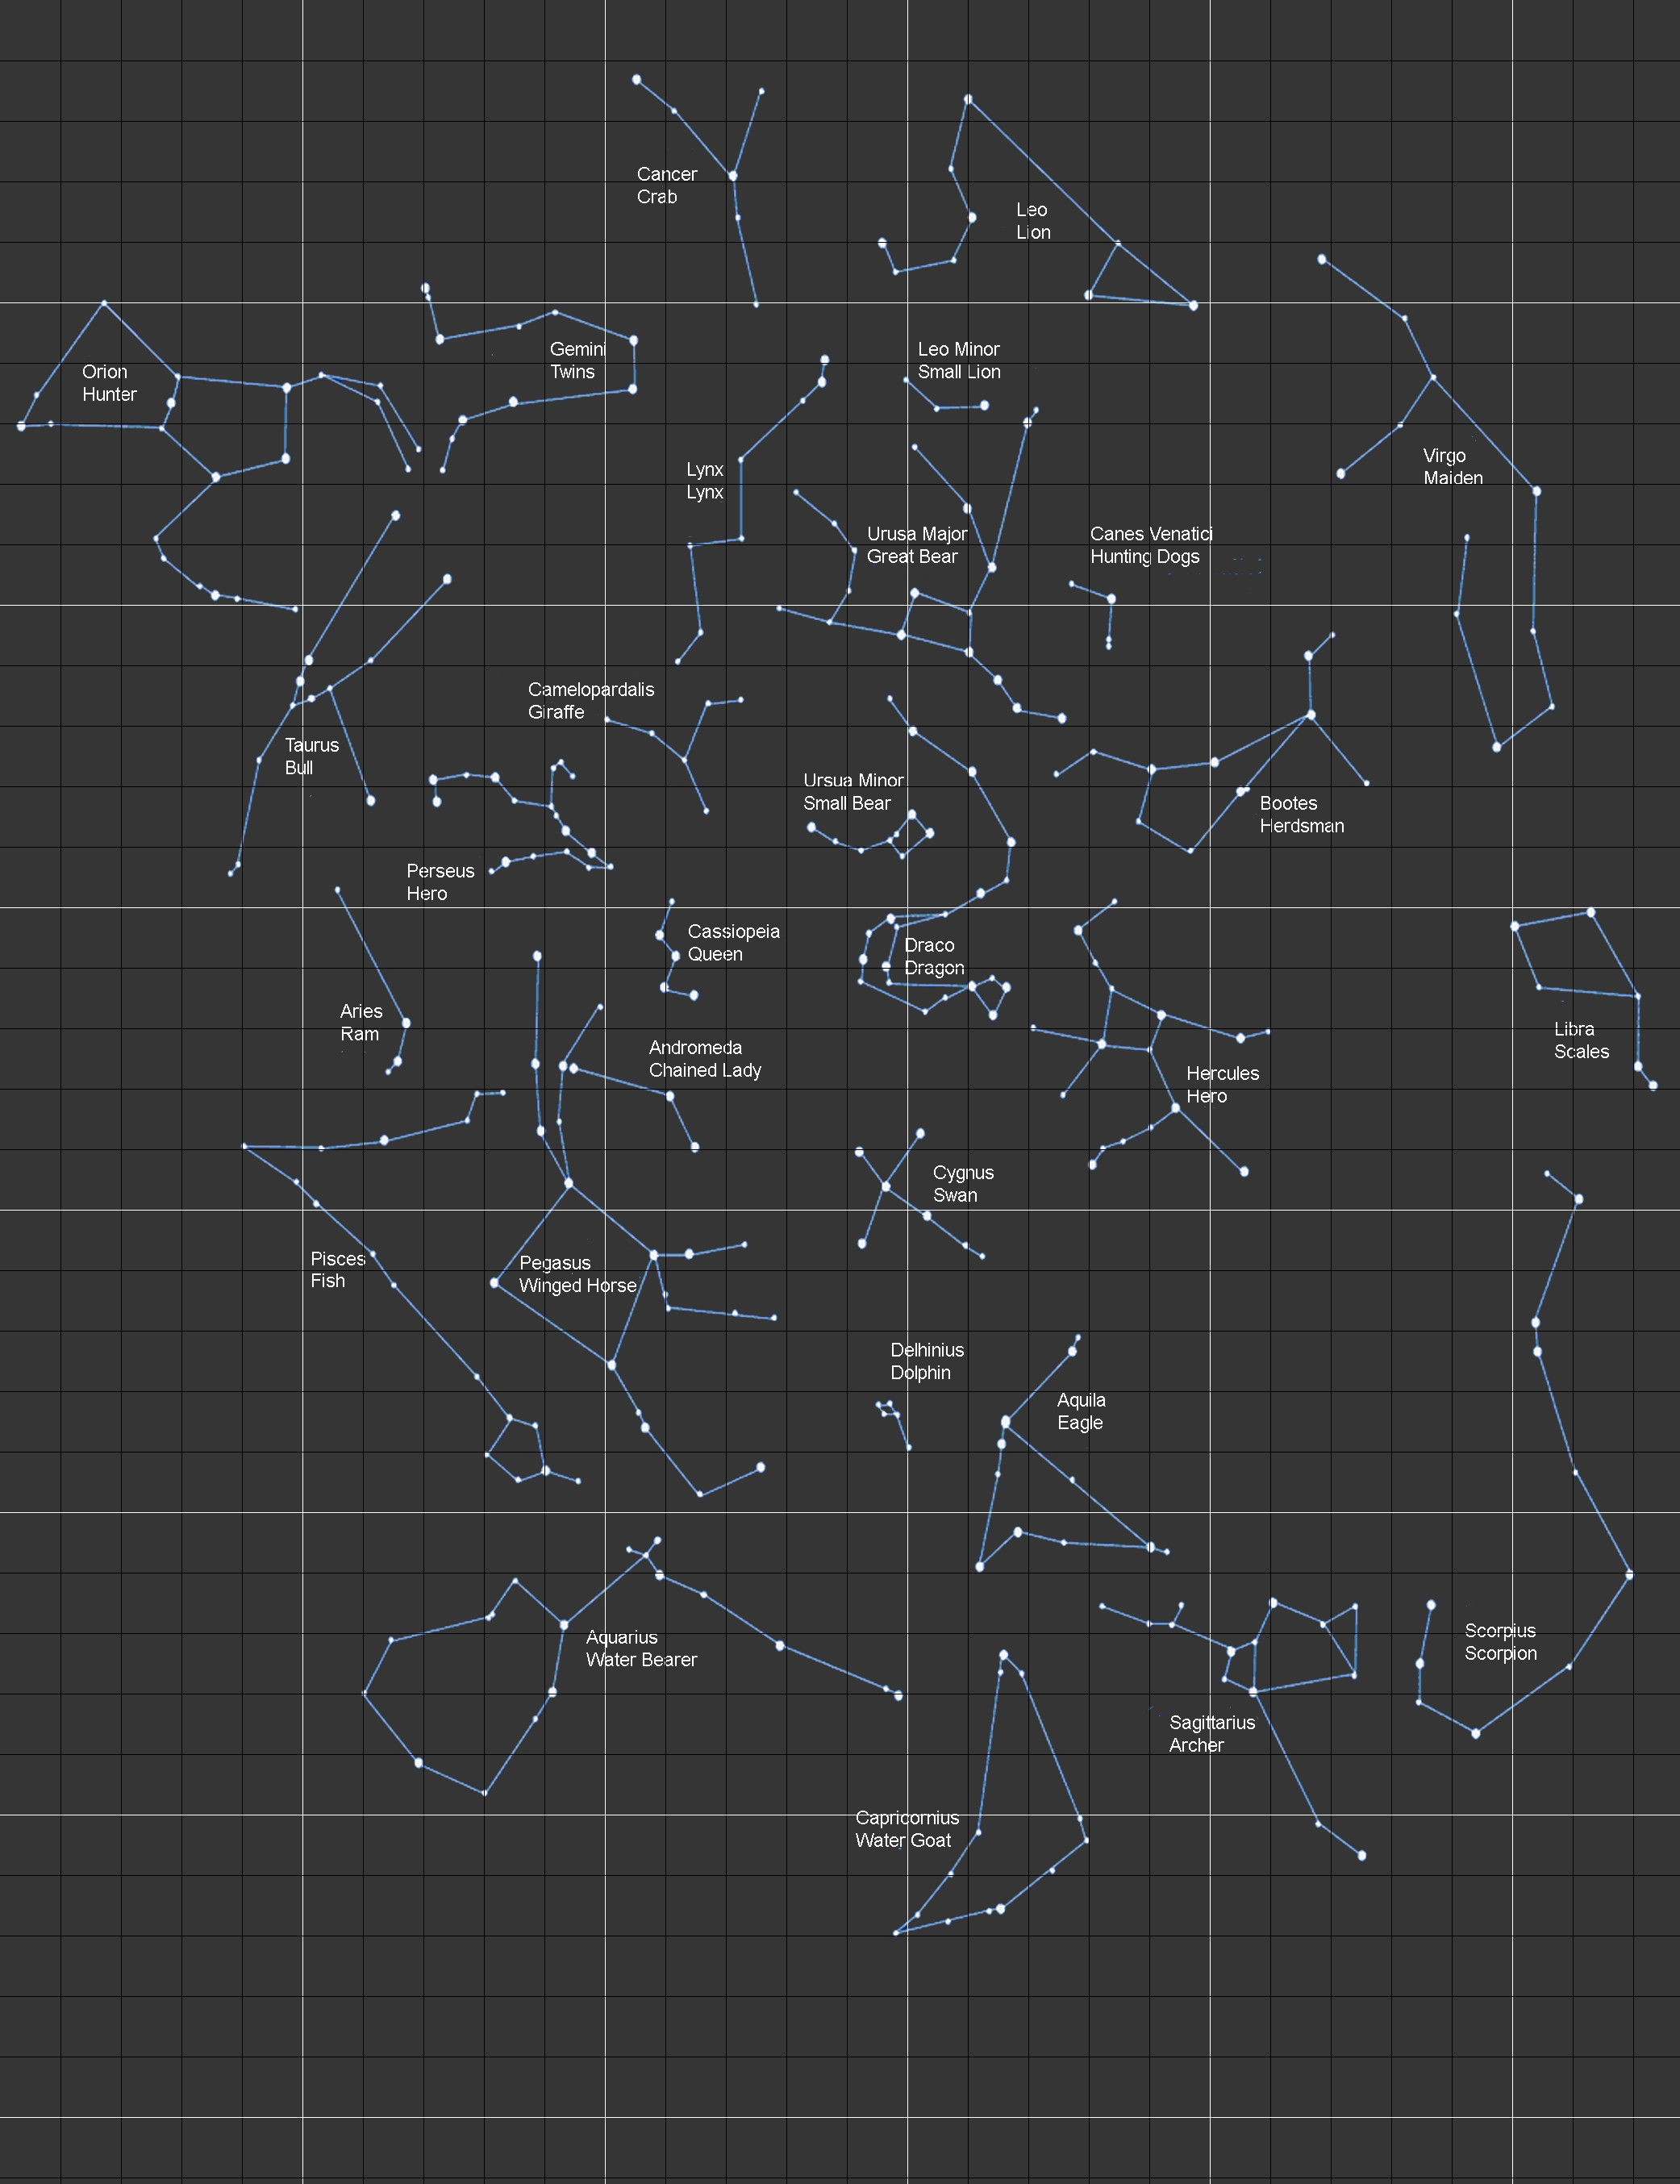 Cancer
Crab
Leo
Lion
Orion
Hunter
Gemini
Twins
Leo Minor
Small Lion
Lynx
Lynx
Virgo
Maiden
Urusa Major
Great Bear
Canes Venatici
Hunting Dogs
Camelopardalis
Giraffe
Taurus
Bull
Ursua Minor
Small Bear
Bootes
Herdsman
Perseus
Hero
Cassiopeia
Queen
Draco
Dragon
Aries
Ram
Libra
Scales
Andromeda
Chained Lady
Hercules
Hero
Cygnus
Swan
Pisces
Fish
Pegasus
Winged Horse
Delhinius
Dolphin
Aquila
Eagle
Aquarius
Water Bearer
Scorpius
Scorpion
Sagittarius
Archer
Capricornius
Water Goat